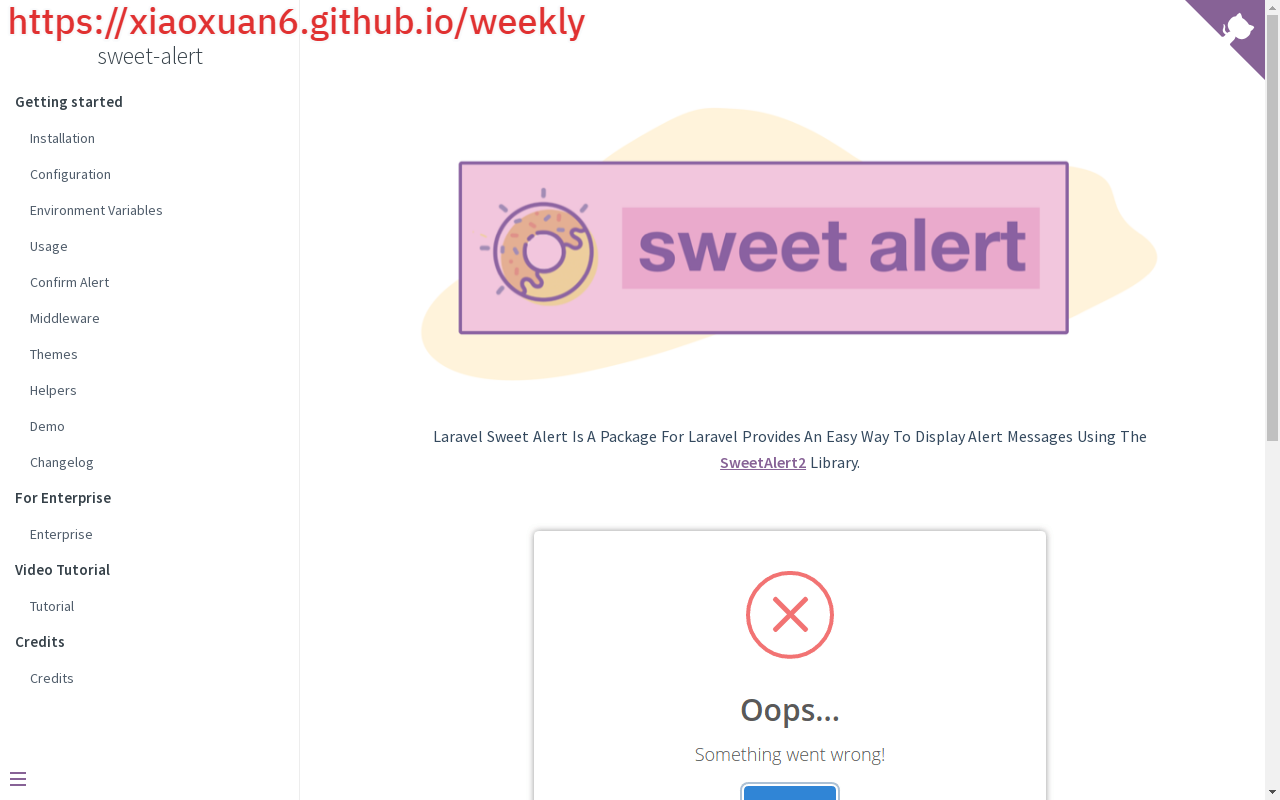 https://xiaoxuan6.github.io/weekly
sweet-alert
Getting started
Installation
Configuration
Environment Variables
Usage
Confirm Alert
Middleware
Themes
Helpers
Demo
Changelog
For Enterprise
Enterprise
Video Tutorial
Tutorial
Credits
Credits
sweet alert
Laravel Sweet Alert Is A Package For Laravel Provides An Easy Way To Display Alert Messages Using The
SweetAlert2 Library.
Oops...
Something went wrong!